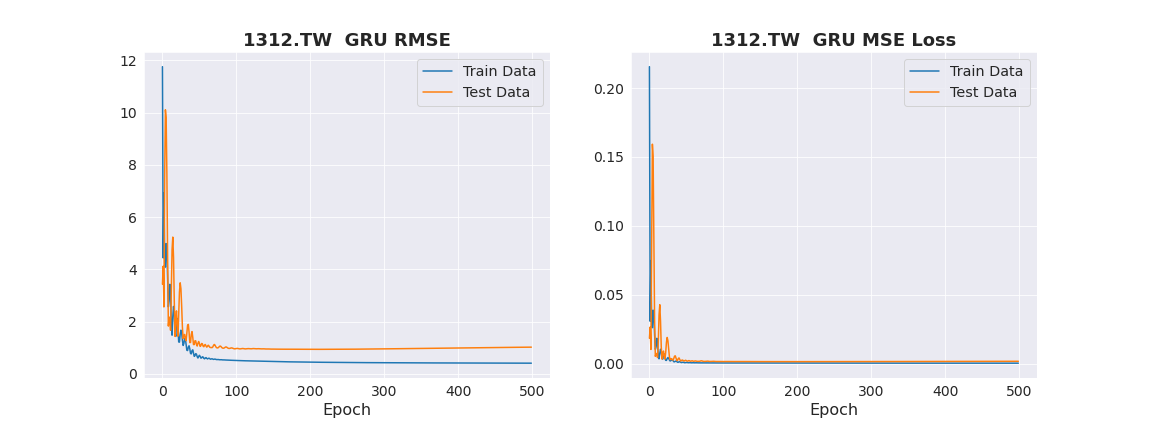 1312.TW  GRU RMSE
12
10
8
6
4
2
0
0 100 200 300 400 500
Epoch
Train Data
Test Data
1312.TW  GRU MSE Loss
0.20
0.15
0.10
0.05
0.00
0 100 200 300 400 500
Epoch
Train Data
Test Data